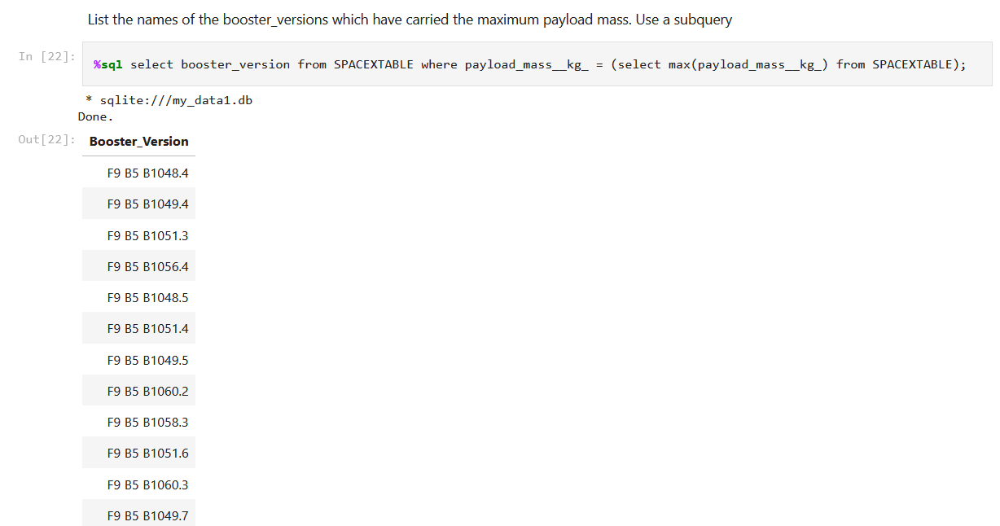 List the names of the booster_versions which have carried the maximum payload mass. Use a subquery
In [22]: %sql select booster_version from SPACEXTABLE where payload_mass__kg_ = (select max(payload_mass__kg_) from SPACEXTABLE);
* sqlite:///my_data1.db
Done.
Out[22]: Booster_Version
F9 B5 B1048.4
F9 B5 B1049.4
F9 B5 B1051.3
F9 B5 B1056.4
F9 B5 B1048.5
F9 B5 B1051.4
F9 B5 B1049.5
F9 B5 B1060.2
F9 B5 B1058.3
F9 B5 B1051.6
F9 B5 B1060.3
F9 B5 B1049.7